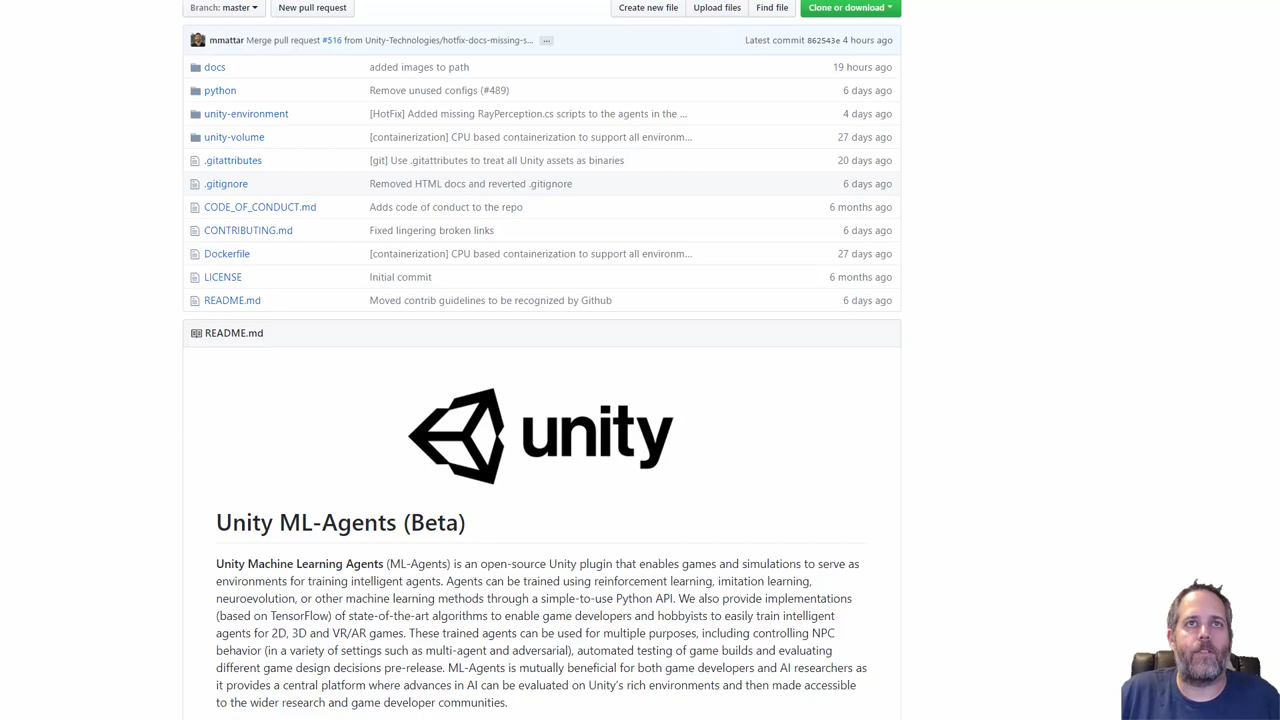 Branch: master
New pull request
Create new file
Upload files
Find file
Clone or download
mmattar Merge pull request #516 from Unity-Technologies/hotfix-docs-missing-s...
Latest commit 862543e 4 hours ago
docs added images to path 19 hours ago
python Remove unused configs (#489) 6 days ago
unity-environment [HotFix] Added missing RayPerception.cs scripts to the agents in the ... 4 days ago
unity-volume [containerization] CPU based containerization to support all environm... 27 days ago
.gitattributes [git] Use .gitattributes to treat all Unity assets as binaries 20 days ago
.gitignore Removed HTML docs and reverted .gitignore 6 days ago
CODE_OF_CONDUCT.md Adds code of conduct to the repo 6 months ago
CONTRIBUTING.md Fixed lingering broken links 6 days ago
Dockerfile [containerization] CPU based containerization to support all environm... 27 days ago
LICENSE Initial commit 6 months ago
README.md Moved contrib guidelines to be recognized by Github 6 days ago
README.md
unity
Unity ML-Agents (Beta)
Unity Machine Learning Agents (ML-Agents) is an open-source Unity plugin that enables games and simulations to serve as
environments for training intelligent agents. Agents can be trained using reinforcement learning, imitation learning,
neuroevolution, or other machine learning methods through a simple-to-use Python API. We also provide implementations
(based on TensorFlow) of state-of-the-art algorithms to enable game developers and hobbyists to easily train intelligent
agents for 2D, 3D and VR/AR games. These trained agents can be used for multiple purposes, including controlling NPC
behavior (in a variety of settings such as multi-agent and adversarial), automated testing of game builds and evaluating
different game design decisions pre-release. ML-Agents is mutually beneficial for both game developers and AI researchers as
it provides a central platform where advances in AI can be evaluated on Unity’s rich environments and then made accessible
to the wider research and game developer communities.